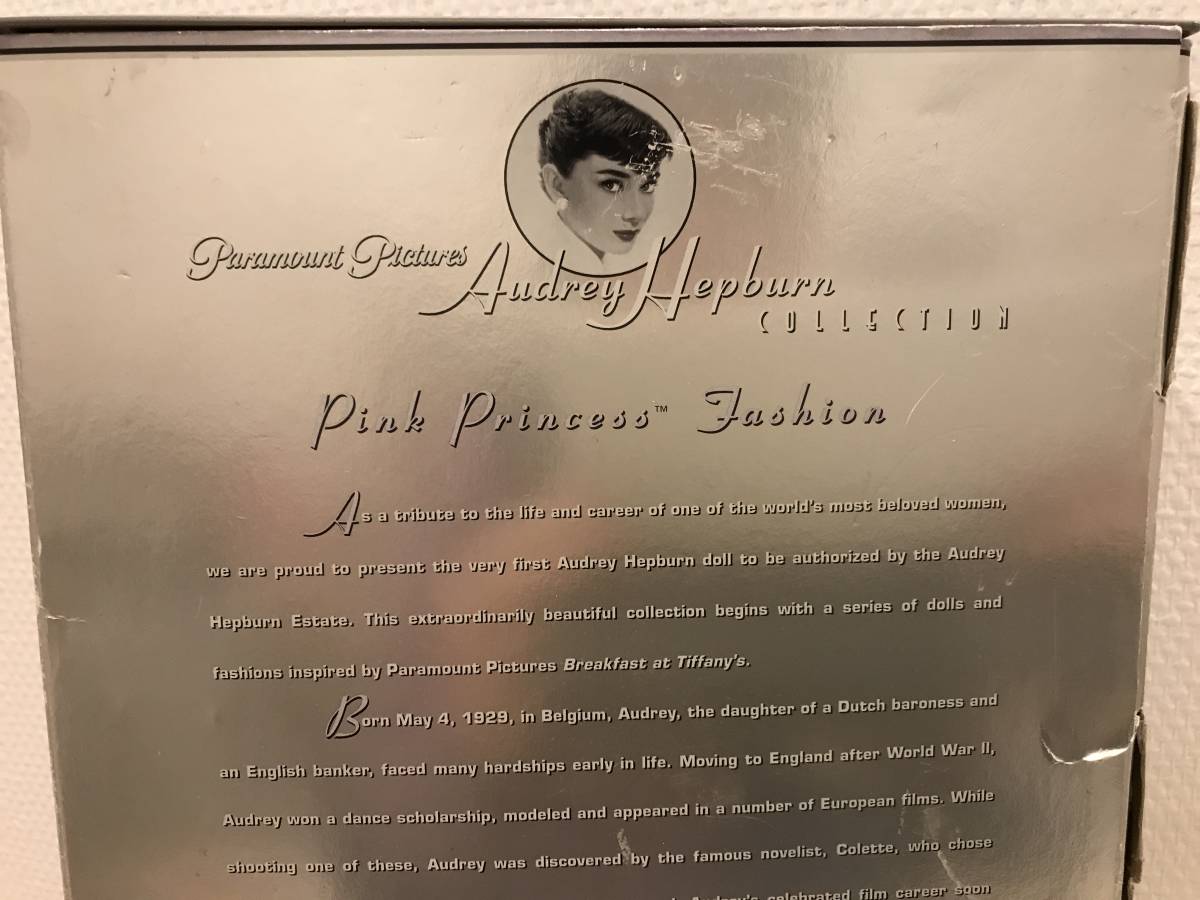 Paramount Pictures
Audrey Hepburn
COLLECTION
Pink Princess™ Fashion
As a tribute to the life and career of one of the world's most beloved women,
we are proud to present the very first Audrey Hepburn doll to be authorized by the Audrey
Hepburn Estate. This extraordinarily beautiful collection begins with a series of dolls and
fashions inspired by Paramount Pictures Breakfast at Tiffany's.
Born May 4, 1929, in Belgium, Audrey, the daughter of a Dutch baroness and
an English banker, faced many hardships early in life. Moving to England after World War II,
Audrey won a dance scholarship, modeled and appeared in a number of European films. While
shooting one of these, Audrey was discovered by the famous novelist, Colette, who chose
Audrey's celebrated film career soon